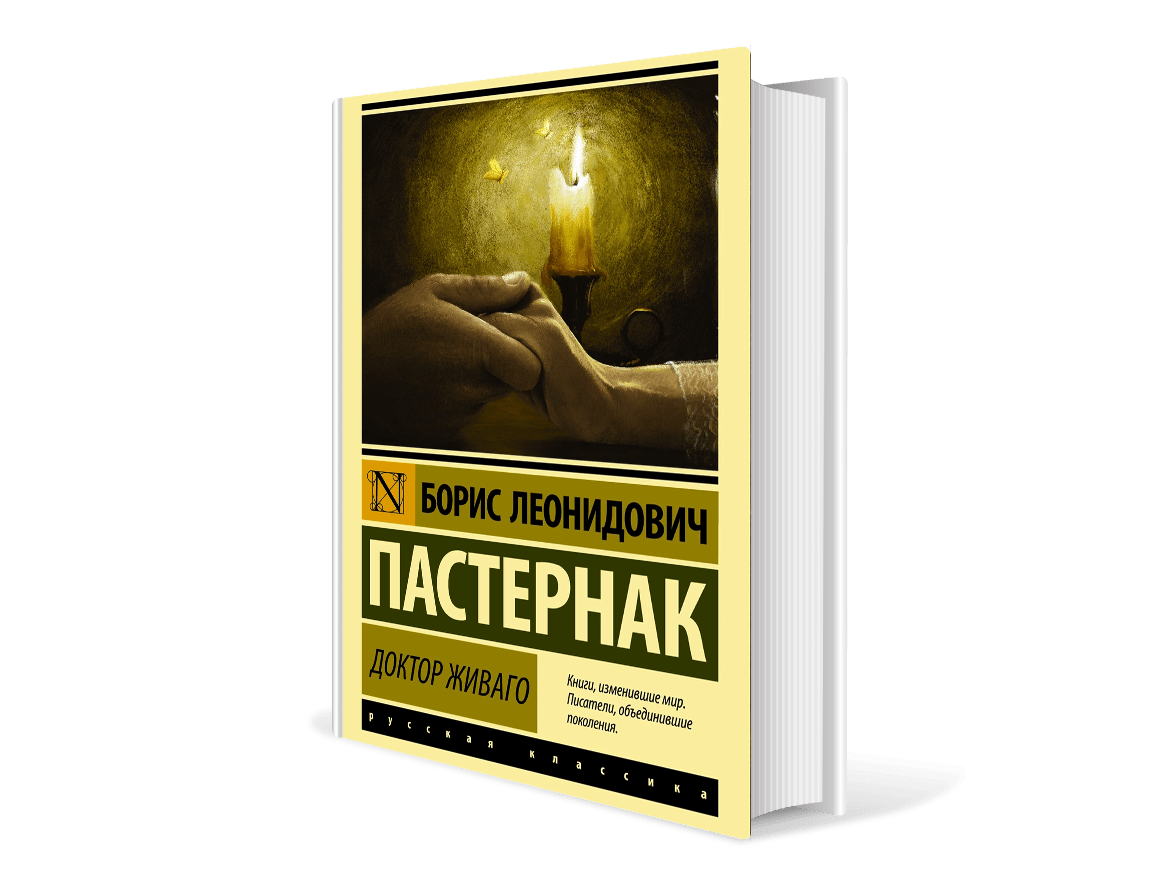 N
БОРИС ЛЕОНИДОВИЧ
ПАСТЕРНАК
ДОКТОР ЖИВАГО
Книги, изменившие мир.
Писатели, объединившие
поколения.
русская классика